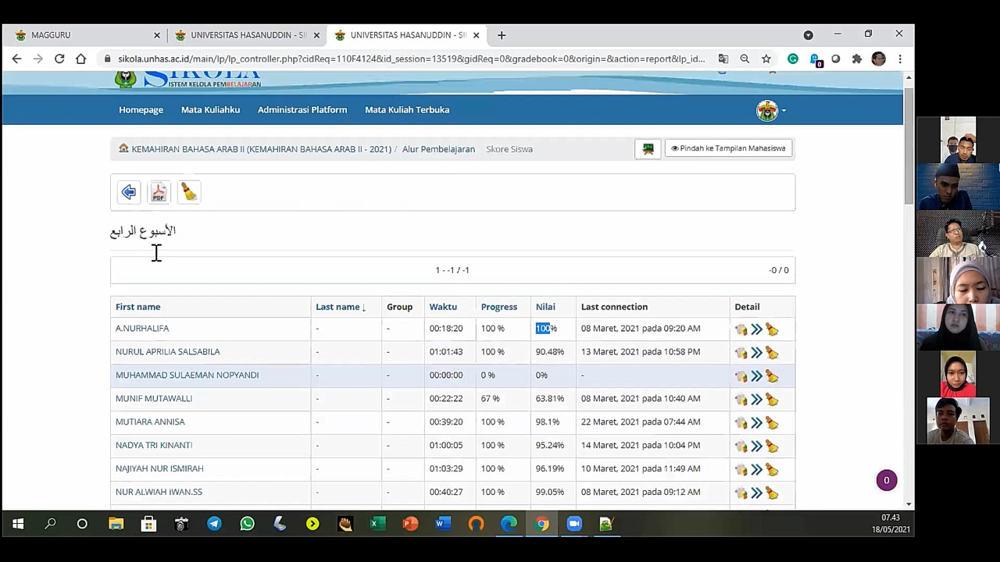 MAGGURU
UNIVERSITAS HASANUDDIN - SI
UNIVERSITAS HASANUDDIN - SI
sikola.unhas.ac.id/main/lp/lp_controller.php?cidReq=110F4124&id_session=13519&gidReq=0&gradebook=0&origin=&action=report&lp_id...
0
SIKOLA
ISTEM KELOLA PEMBELAJARAN
Homepage Mata Kuliahku Administrasi Platform Mata Kuliah Terbuka
KEMAHIRAN BAHASA ARAB II (KEMAHIRAN BAHASA ARAB II - 2021) / Alur Pembelajaran Skore Siswa
Pindah ke Tampilan Mahasiswa
PDF
الأسبوع الرابع
1 - -1 / -1 -0 / 0
First name Last name ↓ Group Waktu Progress Nilai Last connection Detail
A.NURHALIFA - - 00:18:20 100 % 100% 08 Maret, 2021 pada 09:20 AM
NURUL APRILIA SALSABILA - - 01:01:43 100 % 90.48% 13 Maret, 2021 pada 10:58 PM
MUHAMMAD SULAEMAN NOPYANDI - - 00:00:00 0 % 0% -
MUNIF MUTAWALLI - - 00:22:22 67 % 63.81% 08 Maret, 2021 pada 10:40 AM
MUTIARA ANNISA - - 00:39:20 100 % 98.1% 22 Maret, 2021 pada 07:44 AM
NADYA TRI KINANTI - - 01:00:05 100 % 95.24% 14 Maret, 2021 pada 10:04 PM
NAJIYAH NUR ISMIRAH - - 01:03:29 100 % 96.19% 10 Maret, 2021 pada 11:49 AM
NUR ALWIAH IWAN.SS - - 00:40:27 100 % 99.05% 08 Maret, 2021 pada 09:12 AM
0
07.43
18/05/2021